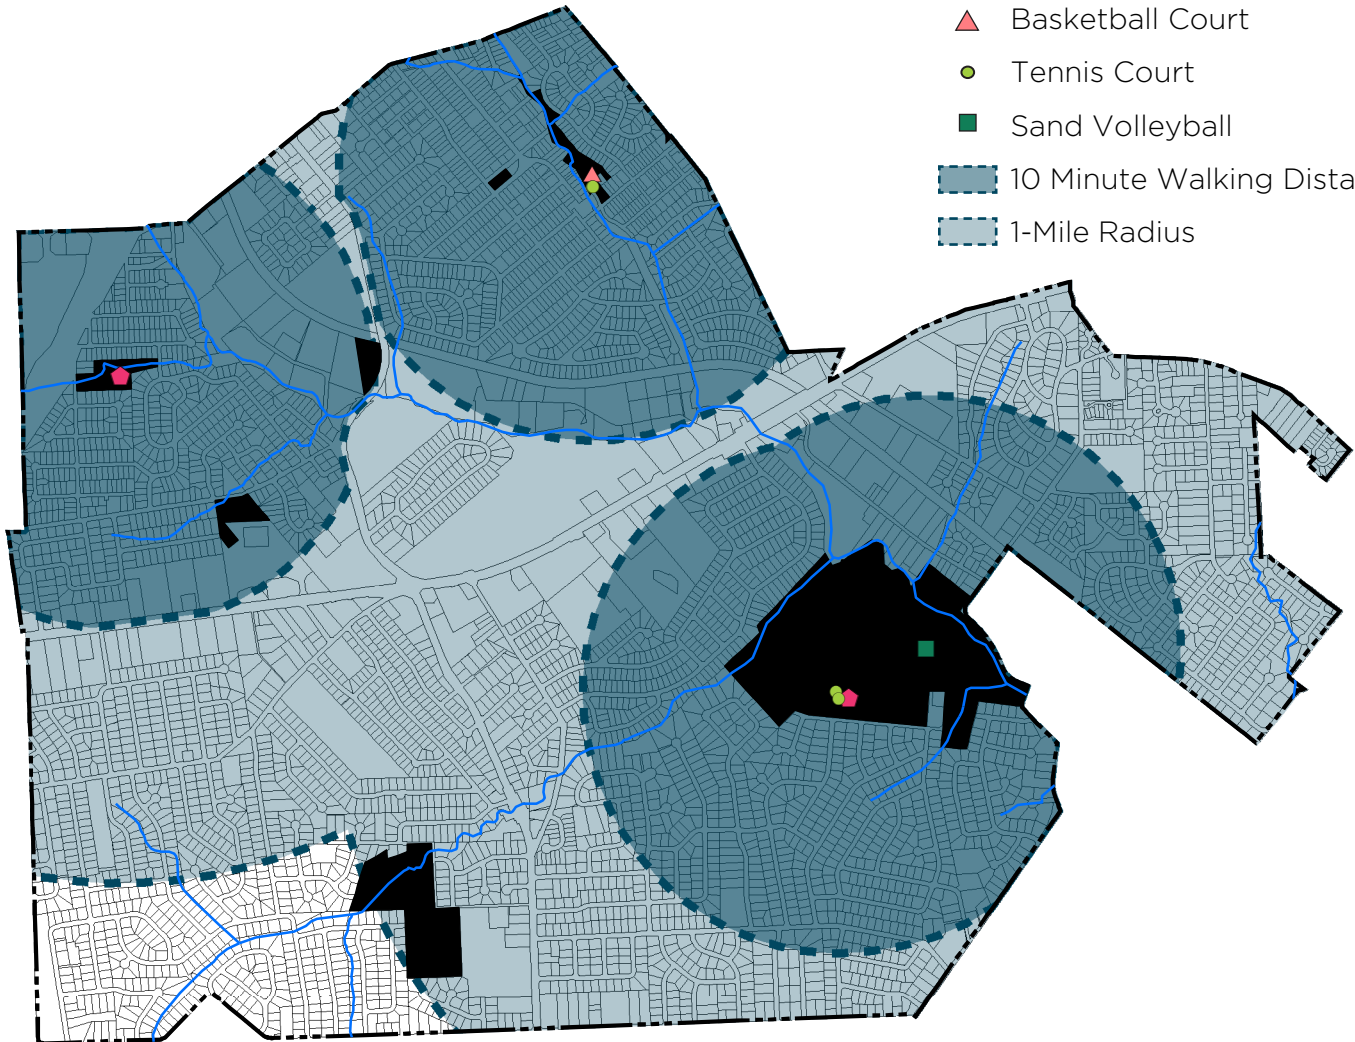 Basketball Court
Tennis Court
Sand Volleyball
10 Minute Walking Dista
1-Mile Radius